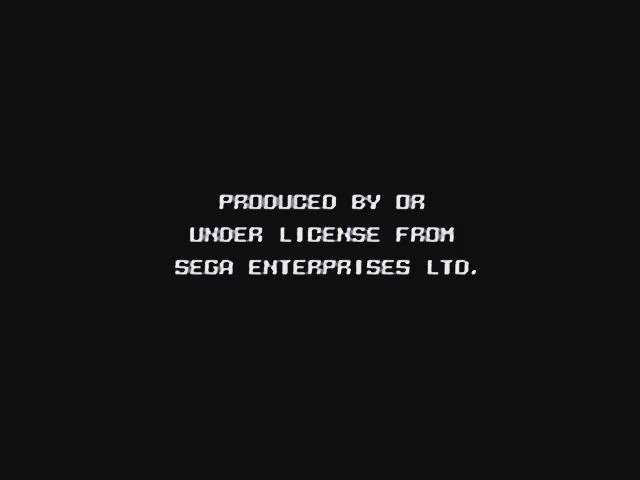 PRODUCED BY OR
UNDER LICENSE FROM
SEGA ENTERPRISES LTD.